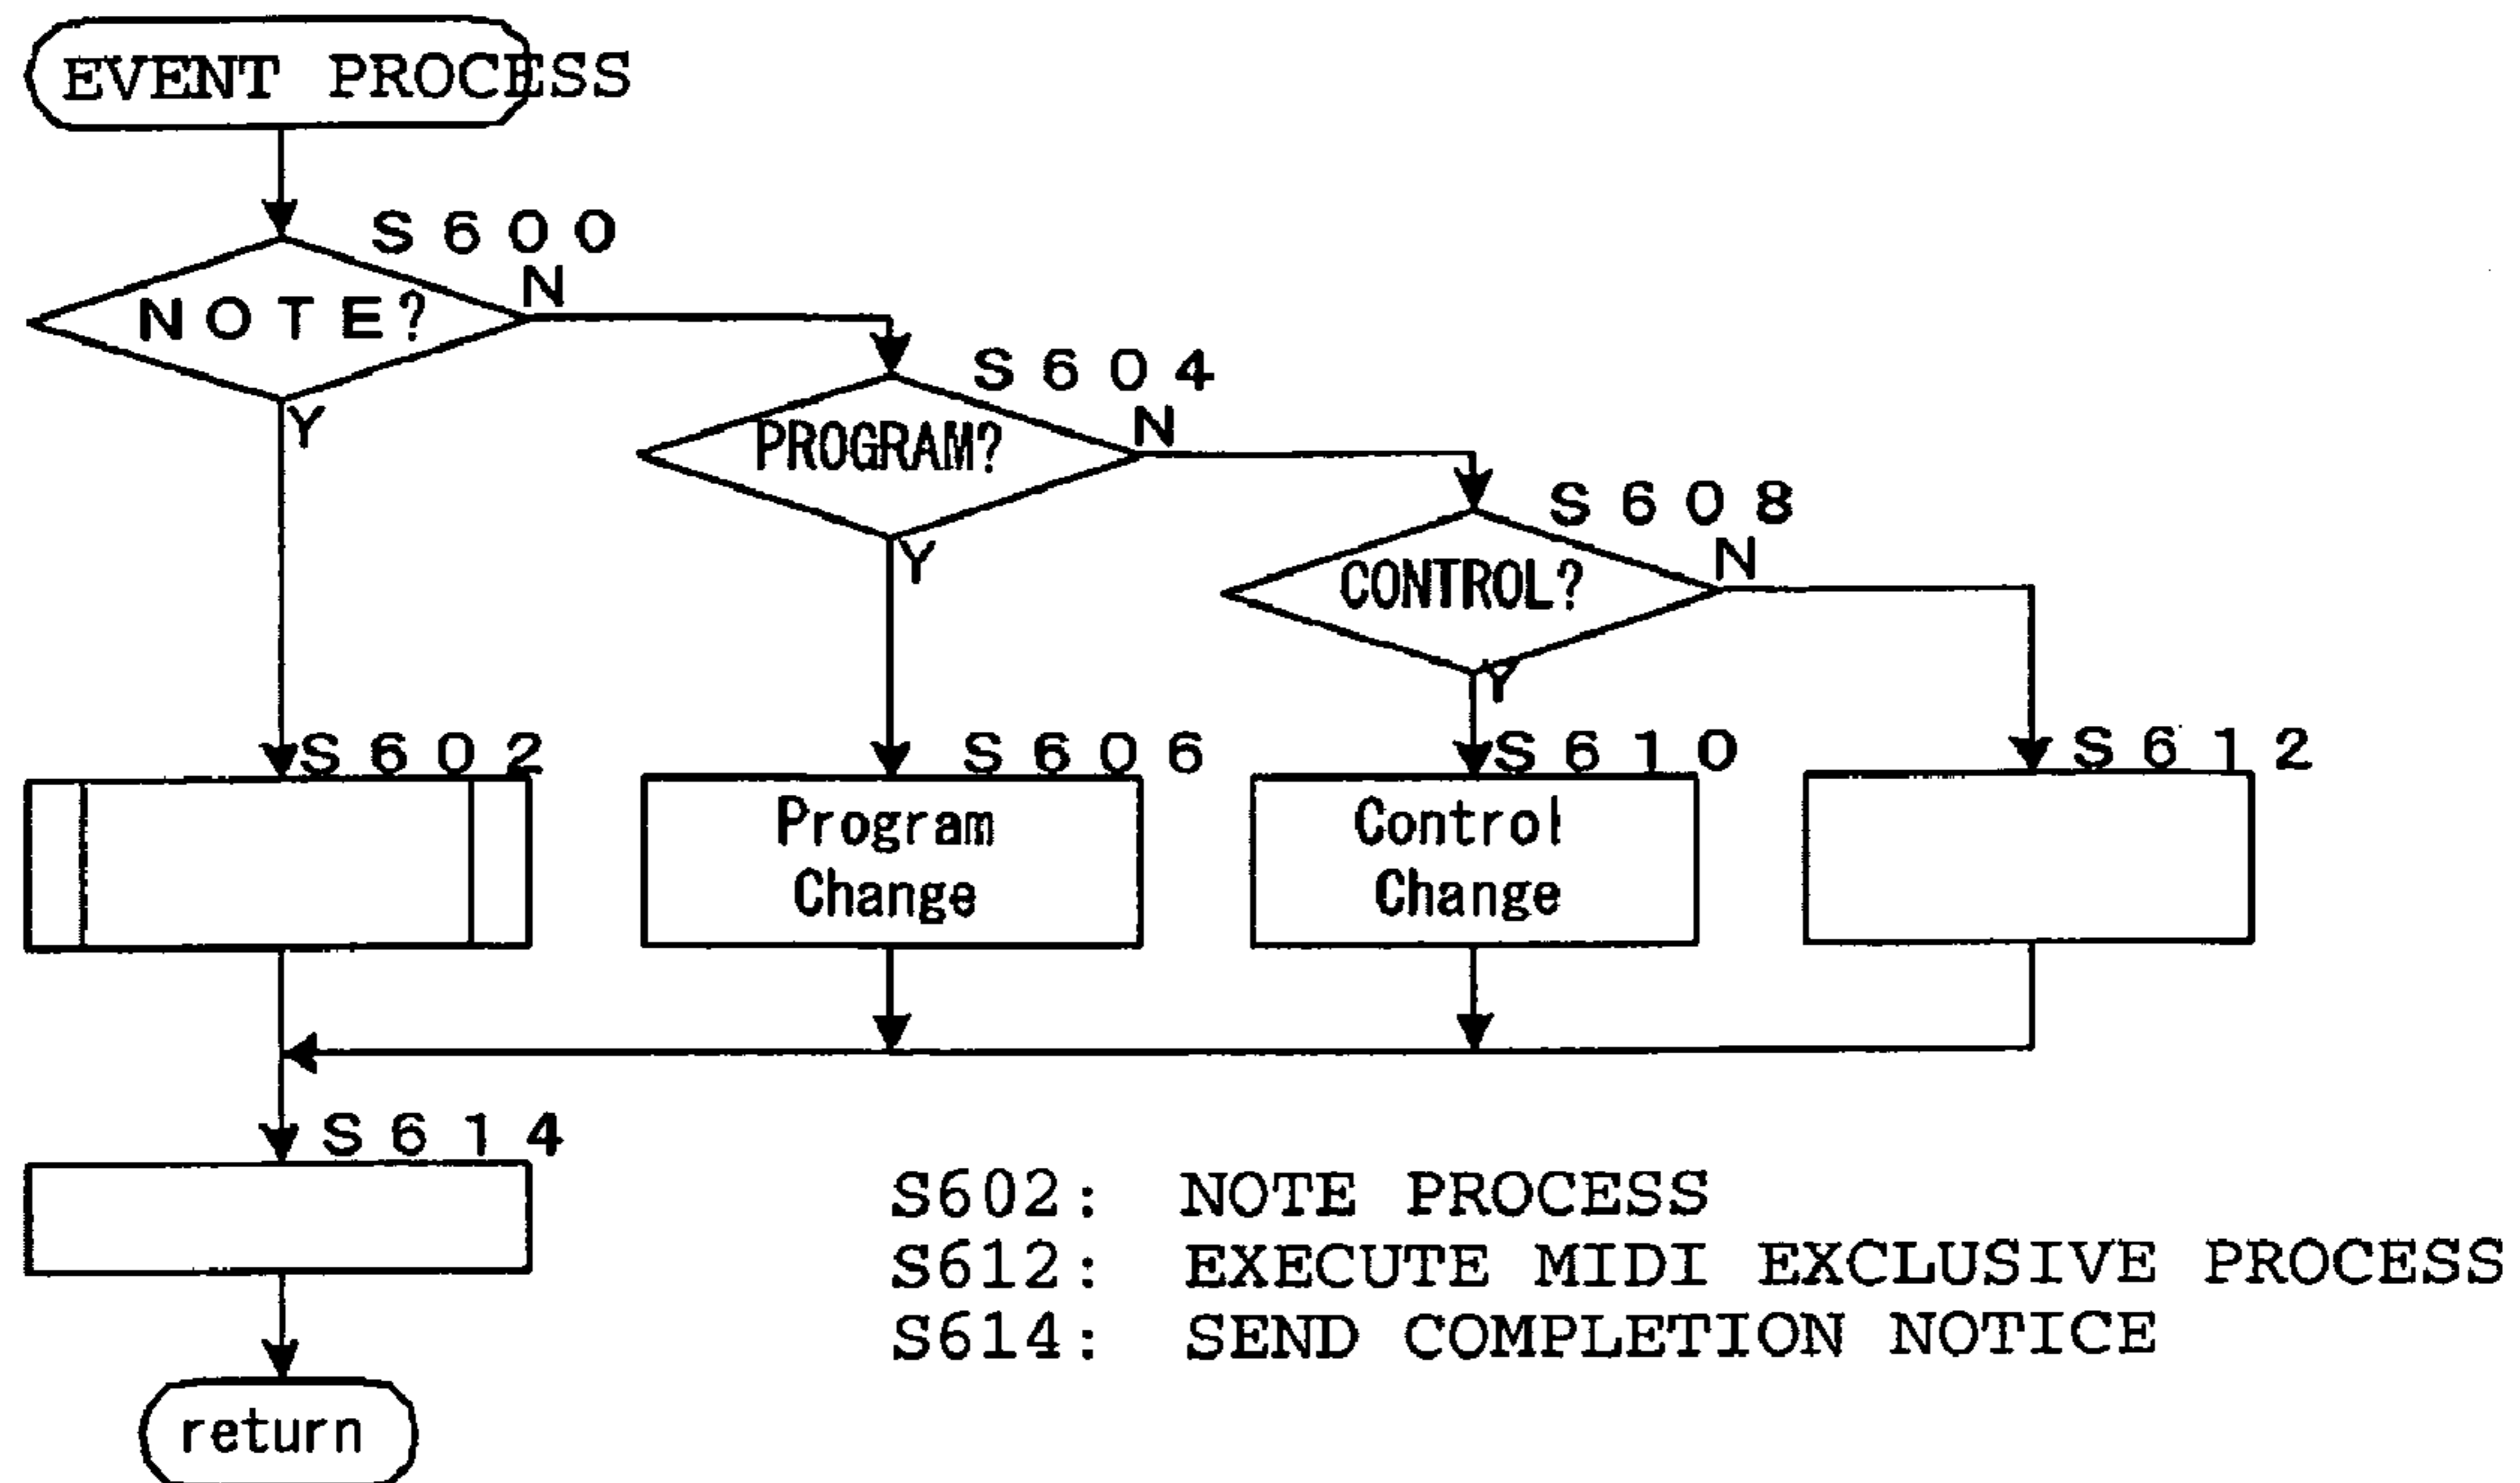 EVENT PROCESS
S600
N
NOTE?
Y
S604
N
PROGRAM?
Y
S608
N
CONTROL?
Y
S602
S606
S610
S612
Program
Change
Control
Change
S614
S602: NOTE PROCESS
S612: EXECUTE MIDI EXCLUSIVE PROCESS
S614: SEND COMPLETION NOTICE
return